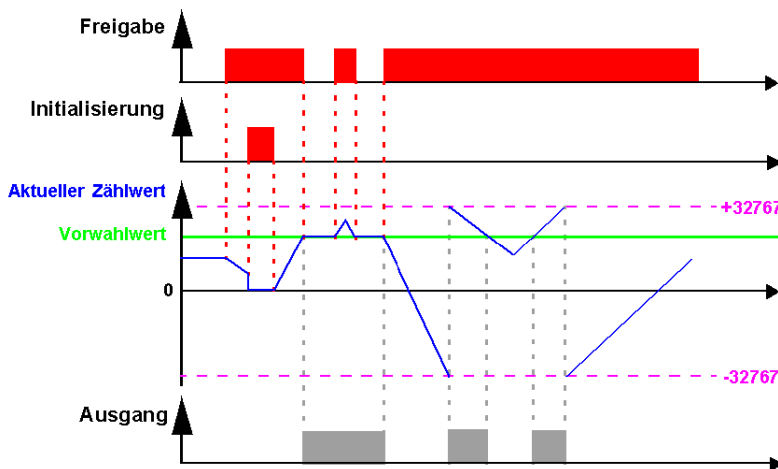 Freigabe
Initialisierung
Aktueller Zählwert
+32767
Vorwahlwert
0
-32767
Ausgang